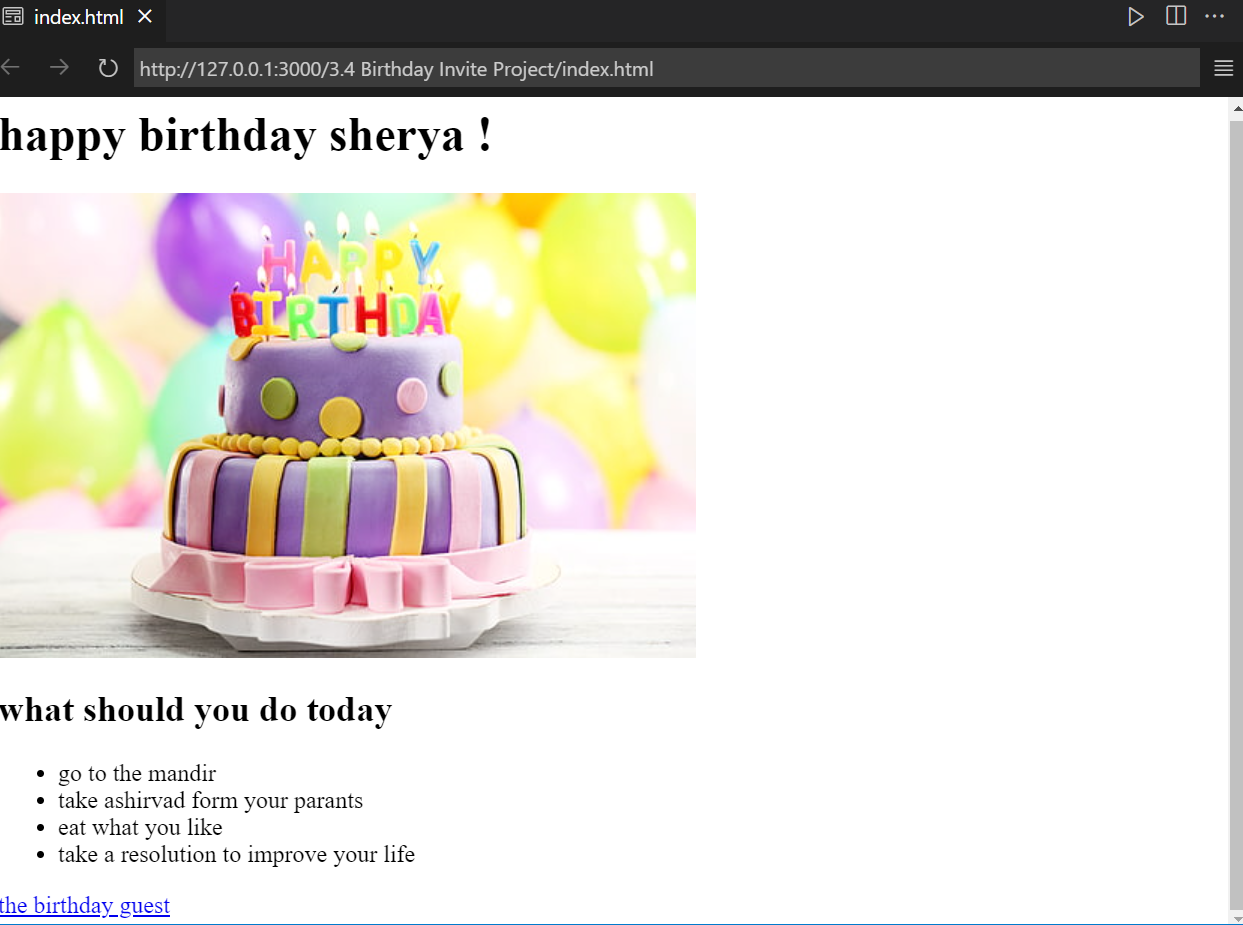 index.html
http://127.0.0.1:3000/3.4 Birthday Invite Project/index.html
happy birthday sherya !
HAPPY
BIRTHDAY
what should you do today
go to the mandir
take ashirvad form your parants
eat what you like
take a resolution to improve your life
the birthday guest